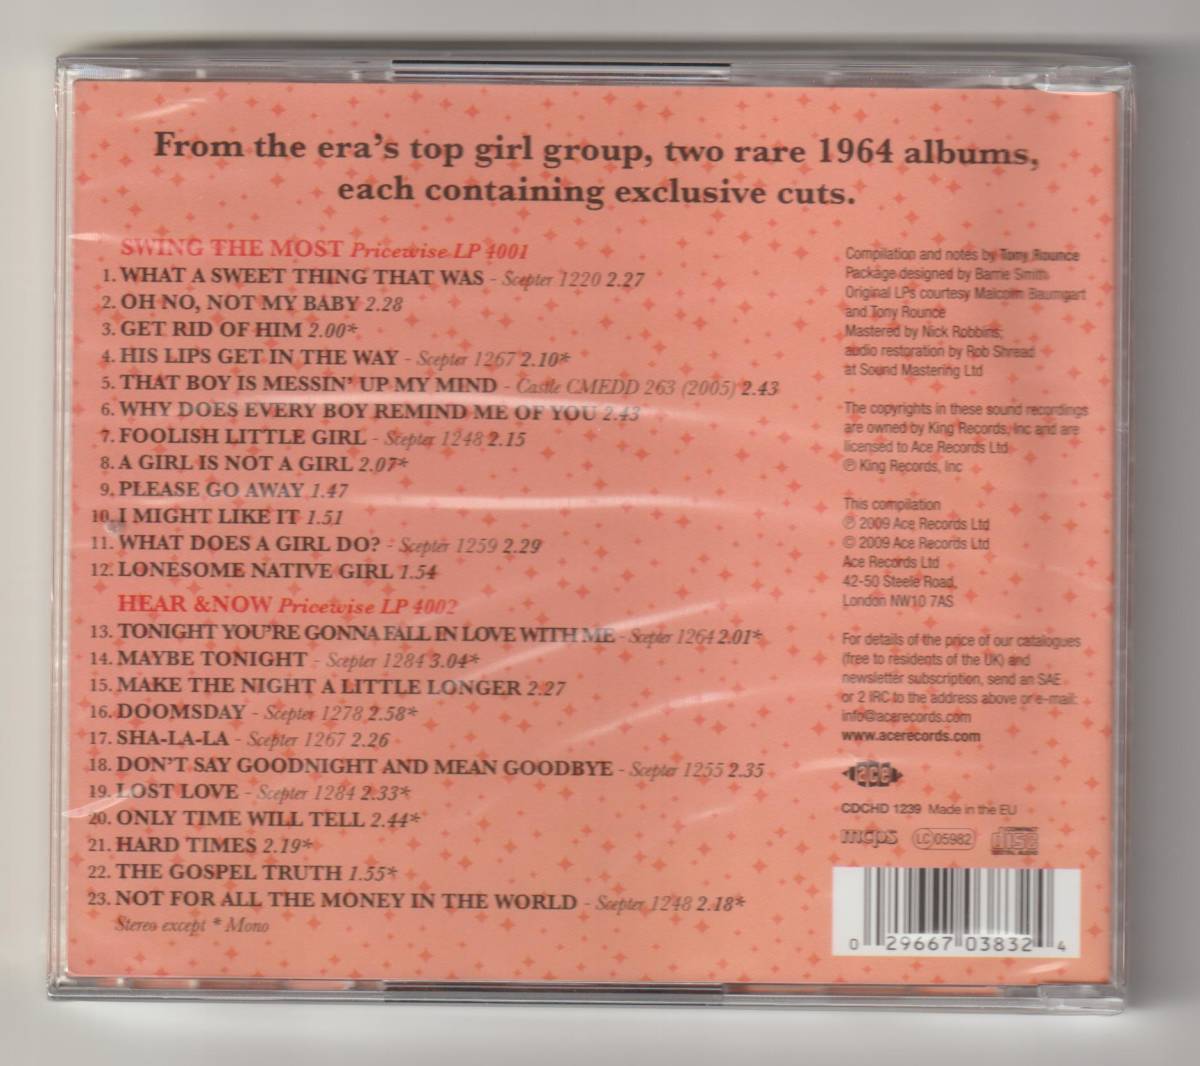 From the era's top girl group, two rare 1964 albums,
each containing exclusive cuts.
SWING THE MOST Pricewise LP 4001
1. WHAT A SWEET THING THAT WAS - Scepter 1220 2.27
2. OH NO, NOT MY BABY 2.28
3. GET RID OF HIM 2.00*
4. HIS LIPS GET IN THE WAY - Scepter 1267 2.10*
5. THAT BOY IS MESSIN' UP MY MIND - Castle CMEDD 263 (2005) 2.43
6. WHY DOES EVERY BOY REMIND ME OF YOU 2.43
7. FOOLISH LITTLE GIRL - Scepter 1248 2.15
8. A GIRL IS NOT A GIRL 2.07*
9. PLEASE GO AWAY 1.47
10. I MIGHT LIKE IT 1.51
11. WHAT DOES A GIRL DO? - Scepter 1259 2.29
12. LONESOME NATIVE GIRL 1.54
HEAR &NOW Pricewise LP 4002
13. TONIGHT YOU'RE GONNA FALL IN LOVE WITH ME - Scepter 1264 2.01*
14. MAYBE TONIGHT - Scepter 1284 3.04*
15. MAKE THE NIGHT A LITTLE LONGER 2.27
16. DOOMSDAY - Scepter 1278 2.58*
17. SHA-LA-LA - Scepter 1267 2.26
18. DON'T SAY GOODNIGHT AND MEAN GOODBYE - Scepter 1255 2.35
19. LOST LOVE - Scepter 1284 2.33*
20. ONLY TIME WILL TELL 2.44*
21. HARD TIMES 2.19*
22. THE GOSPEL TRUTH 1.55*
23. NOT FOR ALL THE MONEY IN THE WORLD - Scepter 1248 2.18*
Stereo except * Mono
Compilation and notes by Tony Rounce
Package designed by Barrie Smith
Original LPs courtesy Malcolm Baumgart
and Tony Rounce
Mastered by Nick Robbins;
audio restoration by Rob Shread
at Sound Mastering Ltd
The copyrights in these sound recordings
are owned by King Records, Inc and are
licensed to Ace Records Ltd
℗ King Records, Inc
This compilation
℗ 2009 Ace Records Ltd
© 2009 Ace Records Ltd
Ace Records Ltd
42-50 Steele Road,
London NW10 7AS
For details of the price of our catalogues
(free to residents of the UK) and
newsletter subscription, send an SAE
or 2 IRC to the address above or e-mail:
info@acerecords.com
www.acerecords.com
ace
CDCHD 1239 Made in the EU
mcps LC 05982 COMPACT disc DIGITAL AUDIO
0 29667 03832 4